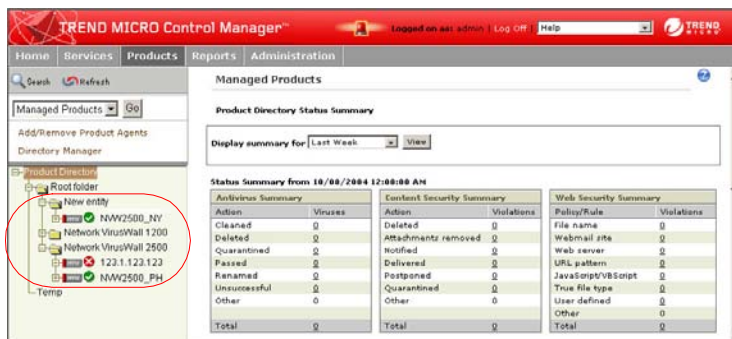 TREND MICRO Control Manager™
Logged on as: admin | Log Off | Help
TREND MICRO
Home Services Products Reports Administration
Search Refresh
Managed Products Go
Add/Remove Product Agents
Directory Manager
Product Directory
Root folder
New entity
NVW2500_NY
Network VirusWall 1200
Network VirusWall 2500
123.1.123.123
NVW2500_PH
Temp
Managed Products
Product Directory Status Summary
Display summary for Last Week View
Status Summary from 10/08/2004 12:00:00 AM
Antivirus Summary
Action Viruses
Cleaned 0
Deleted 0
Quarantined 0
Passed 0
Renamed 0
Unsuccessful 0
Other 0
Total 0
Content Security Summary
Action Violations
Deleted 0
Attachments removed 0
Notified 0
Delivered 0
Postponed 0
Quarantined 0
Other 0
Total 0
Web Security Summary
Policy/Rule Violations
File name 0
Webmail site 0
Web server 0
URL pattern 0
JavaScript/VBScript 0
True file type 0
User defined 0
Other 0
Total 0